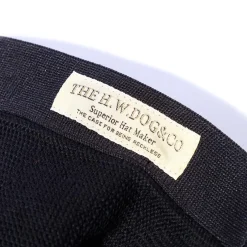 THE H.W.DOG&CO
Superior Hat Maker
THE CASE FOR BEING RECKLESS